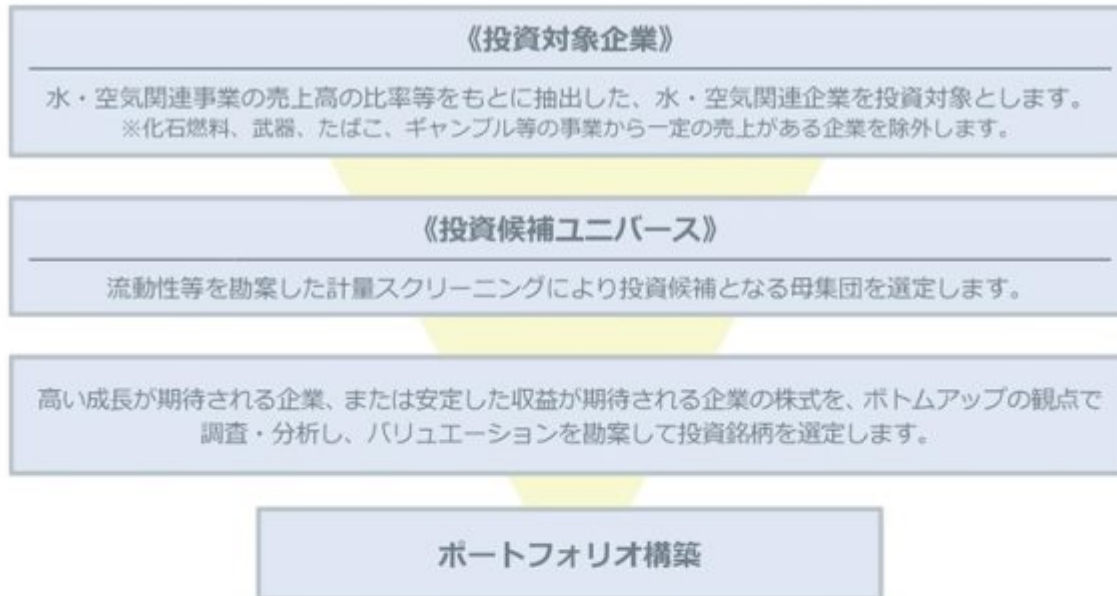 《投資対象企業》
水・空気関連事業の売上高の比率等をもとに抽出した、水・空気関連企業を投資対象とします。
※化石燃料、武器、たばこ、ギャンブル等の事業から一定の売上がある企業を除外します。
《投資候補ユニバース》
流動性等を勘案した計量スクリーニングにより投資候補となる母集団を選定します。
高い成長が期待される企業、または安定した収益が期待される企業の株式を、ボトムアップの観点で
調査・分析し、バリュエーションを勘案して投資銘柄を選定します。
ポートフォリオ構築